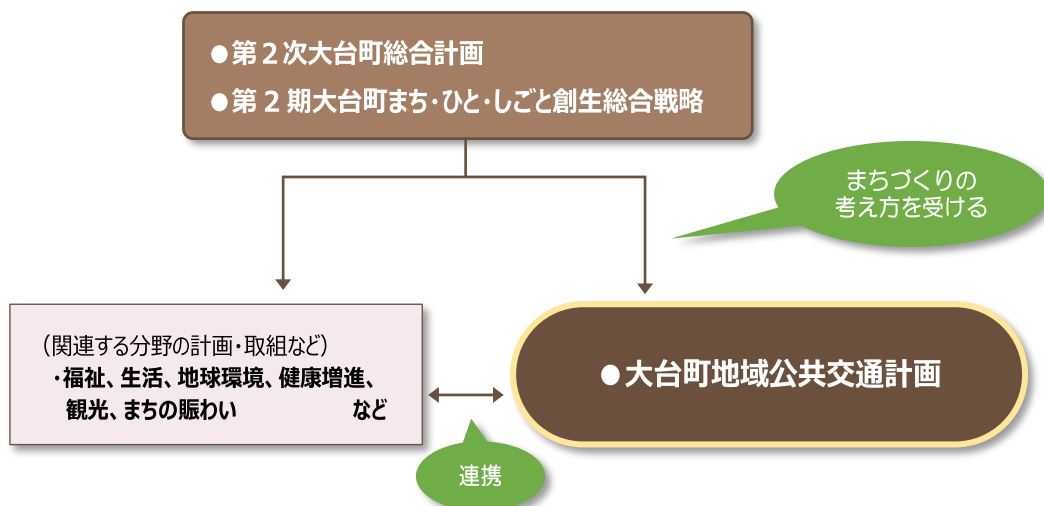 ●第2次大台町総合計画
●第2期大台町まち・ひと・しごと創生総合戦略
まちづくりの
考え方を受ける
（関連する分野の計画・取組など）
・福祉、生活、地球環境、健康増進、
観光、まちの賑わい　など
●大台町地域公共交通計画
連携